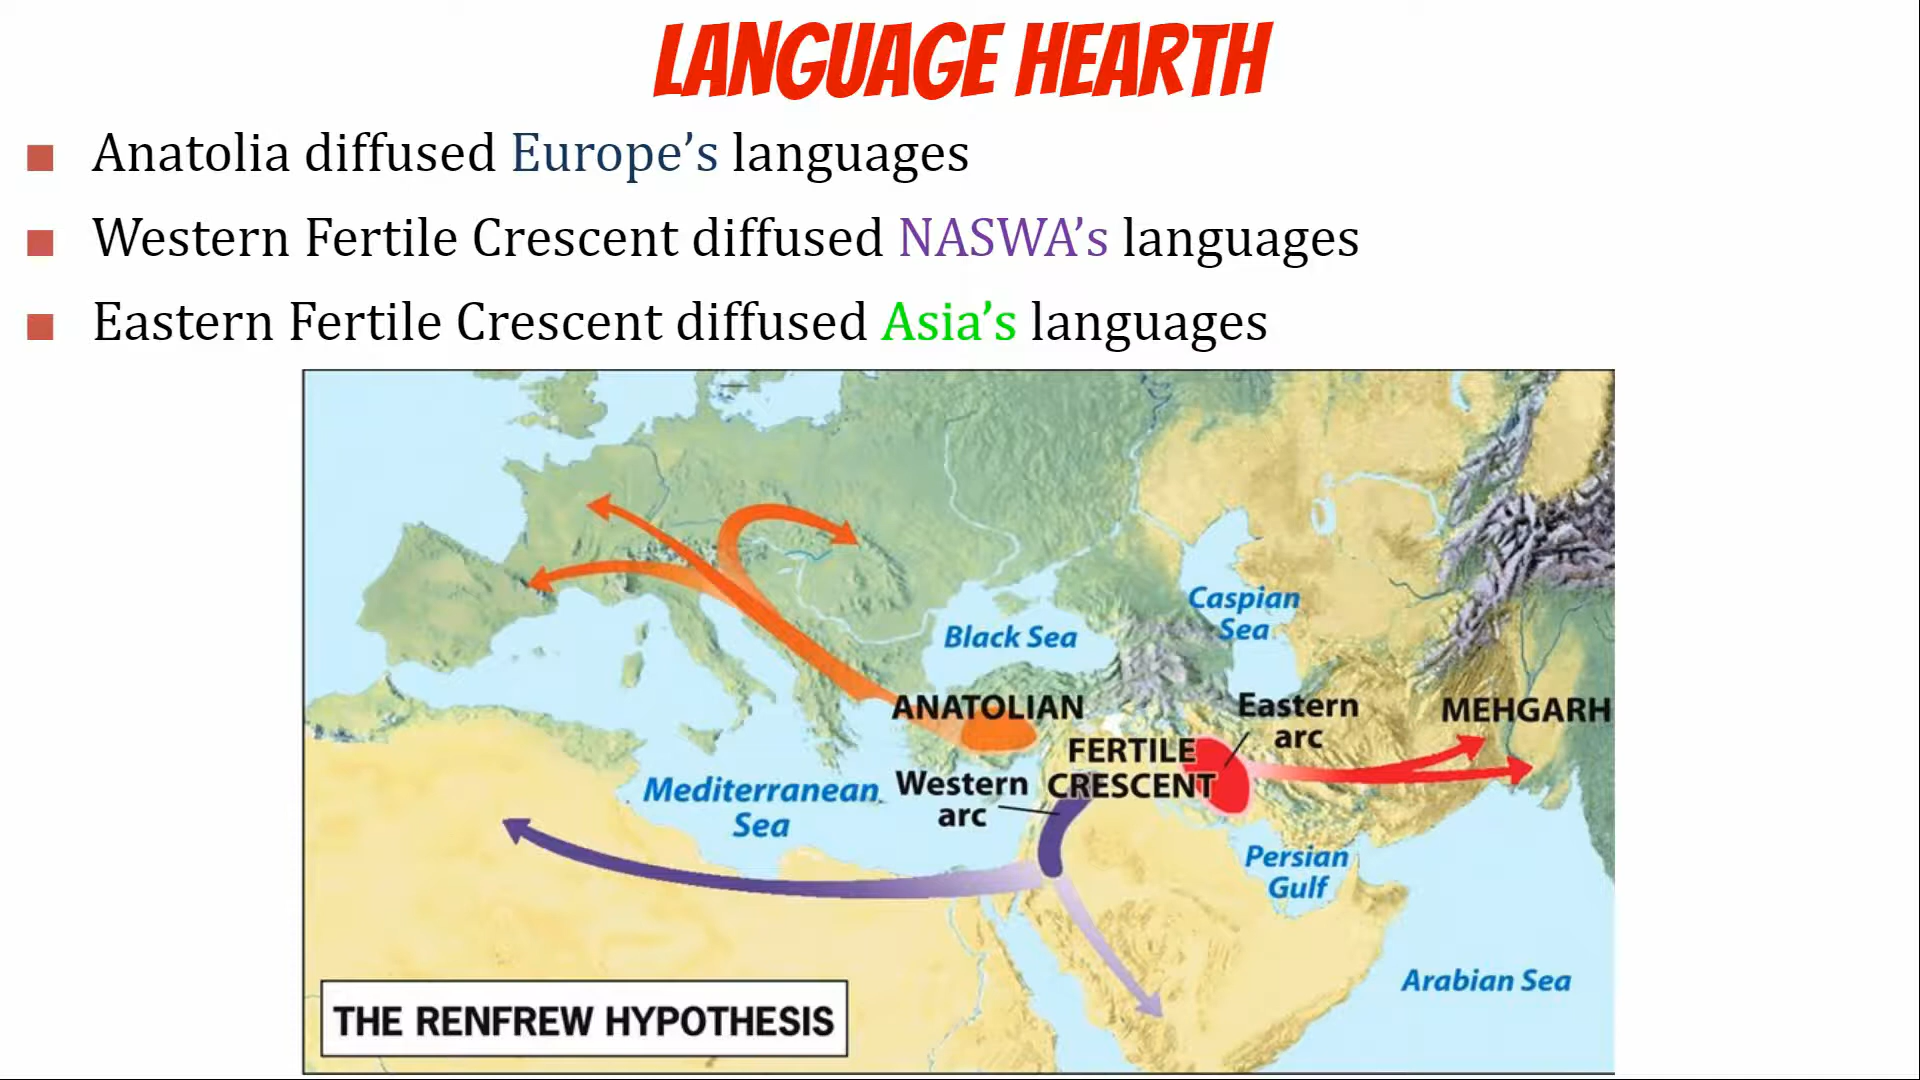 LANGUAGE HEARTH
Anatolia diffused Europe’s languages
Western Fertile Crescent diffused NASWA’s languages
Eastern Fertile Crescent diffused Asia’s languages
Caspian
Sea
Black Sea
ANATOLIAN
Eastern
arc
MEHGARH
FERTILE
CRESCENT
Western
arc
Mediterranean
Sea
Persian
Gulf
Arabian Sea
THE RENFREW HYPOTHESIS